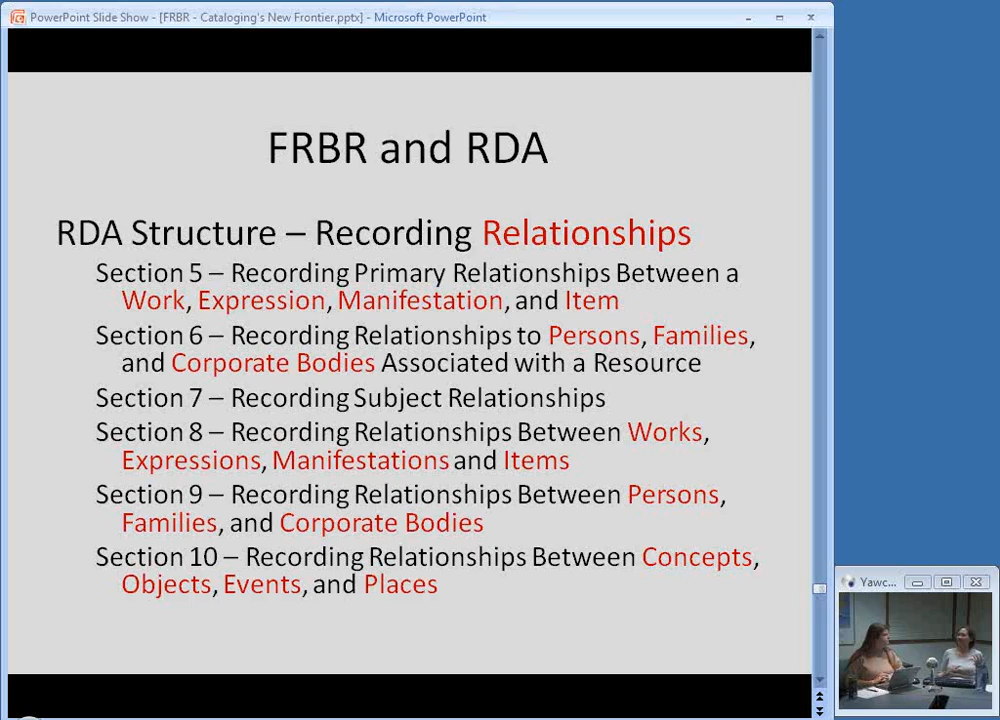 PowerPoint Slide Show - [FRBR - Cataloging's New Frontier.pptx] - Microsoft PowerPoint
FRBR and RDA
RDA Structure – Recording Relationships
Section 5 – Recording Primary Relationships Between a
Work, Expression, Manifestation, and Item
Section 6 – Recording Relationships to Persons, Families,
and Corporate Bodies Associated with a Resource
Section 7 – Recording Subject Relationships
Section 8 – Recording Relationships Between Works,
Expressions, Manifestations and Items
Section 9 – Recording Relationships Between Persons,
Families, and Corporate Bodies
Section 10 – Recording Relationships Between Concepts,
Objects, Events, and Places
Yawc...